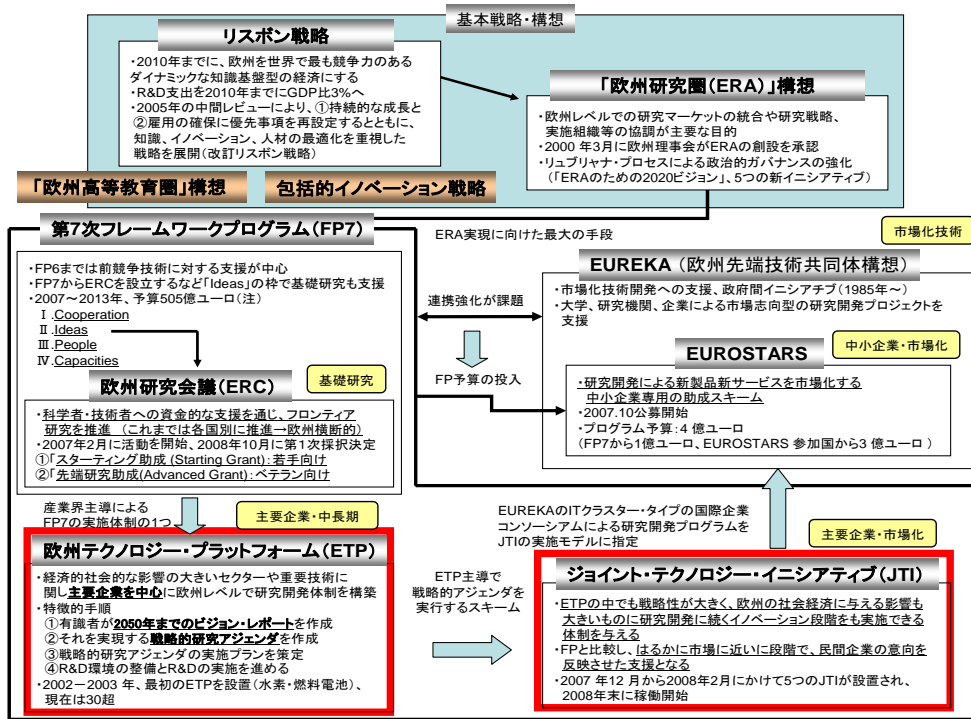 基本戦略・構想
リスボン戦略
・2010年までに、欧州を世界で最も競争力のある
ダイナミックな知識基盤型の経済にする
・R&D支出を2010年までにGDP比3%へ
・2005年の中間レビューにより、①持続的な成長と
②雇用の確保に優先事項を再設定するとともに、
知識、イノベーション、人材の最適化を重視した
戦略を展開(改訂リスボン戦略)
「欧州研究圏(ERA)」構想
・欧州レベルでの研究マーケットの統合や研究戦略、
実施組織等の協調が主要な目的
・2000 年3月に欧州理事会がERAの創設を承認
・リュブリャナ・プロセスによる政治的ガバナンスの強化
(「ERAのための2020ビジョン」、5つの新イニシアティブ)
「欧州高等教育圏」構想
包括的イノベーション戦略
第7次フレームワークプログラム(FP7)
・FP6までは前競争技術に対する支援が中心
・FP7からERCを設立するなど「Ideas」の枠で基礎研究も支援
・2007~2013年、予算505億ユーロ(注)
Ⅰ.Cooperation
Ⅱ.Ideas
Ⅲ.People
Ⅳ.Capacities
基礎研究
欧州研究会議(ERC)
・科学者・技術者への資金的な支援を通じ、フロンティア
研究を推進 (これまでは各国別に推進→欧州横断的)
・2007年2月に活動を開始、2008年10月に第1次採択決定
①「スターティング助成 (Starting Grant):若手向け
②「先端研究助成(Advanced Grant):ベテラン向け
ERA実現に向けた最大の手段
連携強化が課題
FP予算の投入
市場化技術
EUREKA (欧州先端技術共同体構想)
・市場化技術開発への支援、政府間イニシアチブ(1985年~)
・大学、研究機関、企業による市場志向型の研究開発プロジェクトを
支援
中小企業・市場化
EUROSTARS
・研究開発による新製品新サービスを市場化する
中小企業専用の助成スキーム
・2007.10公募開始
・プログラム予算:4 億ユーロ
(FP7から1億ユーロ、EUROSTARS 参加国から3 億ユーロ )
産業界主導による
FP7の実施体制の1つ
主要企業・中長期
欧州テクノロジー・プラットフォーム(ETP)
・経済的社会的な影響の大きいセクターや重要技術に
関し主要企業を中心に欧州レベルで研究開発体制を構築
・特徴的手順
①有識者が2050年までのビジョン・レポートを作成
②それを実現する戦略的研究アジェンダを作成
③戦略的研究アジェンダの実施プランを策定
④R&D環境の整備とR&Dの実施を進める
・2002-2003 年、最初のETPを設置(水素・燃料電池)、
現在は30超
ETP主導で
戦略的アジェンダを
実行するスキーム
EUREKAのITクラスター・タイプの国際企業
コンソーシアムによる研究開発プログラムを
JTIの実施モデルに指定
主要企業・市場化
ジョイント・テクノロジー・イニシアティブ(JTI)
・ETPの中でも戦略性が大きく、欧州の社会経済に与える影響も
大きいものに研究開発に続くイノベーション段階をも実施できる
体制を与える
・FPと比較し、はるかに市場に近いに段階で、民間企業の意向を
反映させた支援となる
・2007 年12 月から2008年2月にかけて5つのJTIが設置され、
2008年末に稼働開始